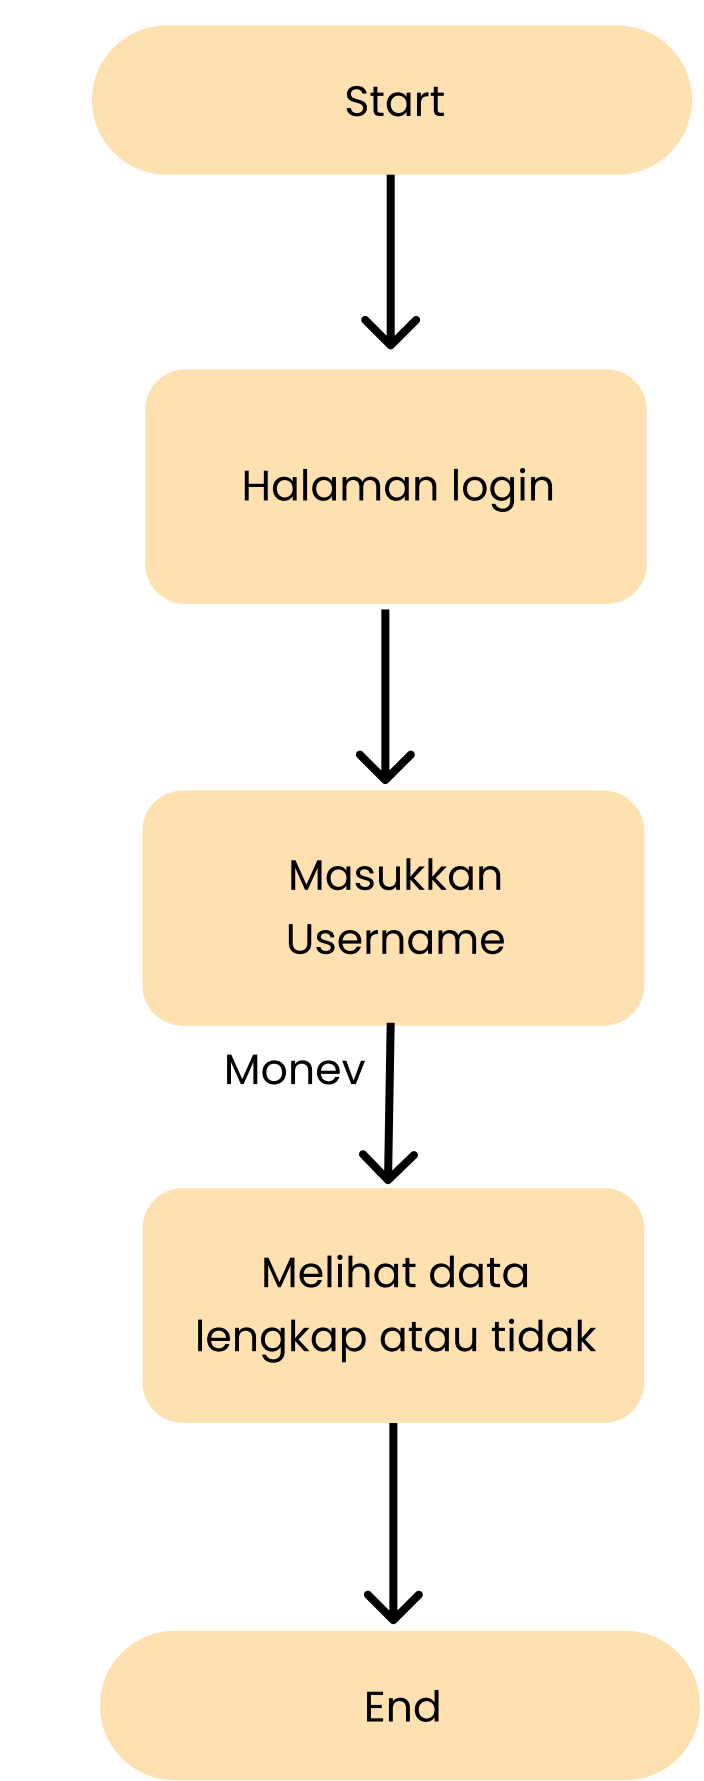 Start
Halaman login
Masukkan
Username
Monev
Melihat data
lengkap atau tidak
End